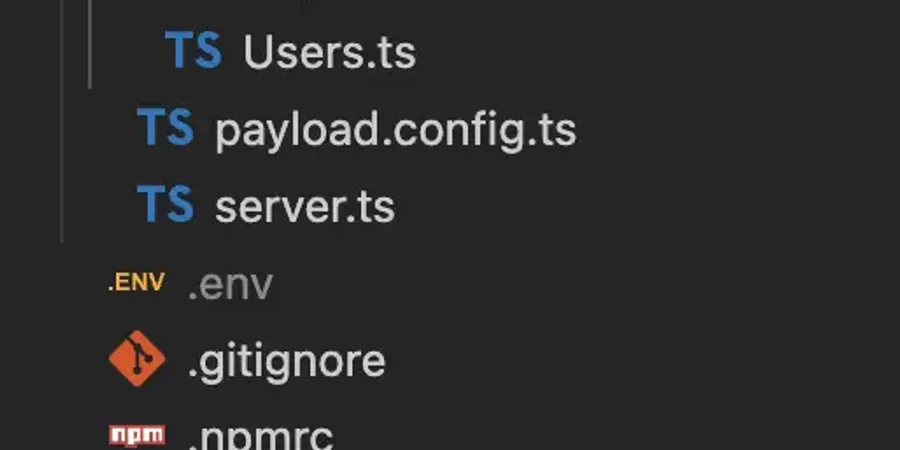 TS Users.ts
TS payload.config.ts
TS server.ts
.ENV .env
.gitignore
npm .npmrc